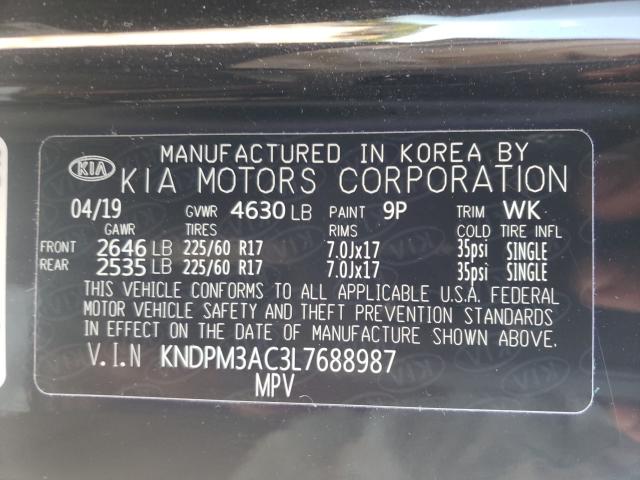 KIA MANUFACTURED IN KOREA BY
KIA MOTORS CORPORATION
04/19 GVWR 4630 LB PAINT 9P TRIM WK
GAWR TIRES RIMS COLD TIRE INFL
FRONT 2646 LB 225/60 R17 7.0Jx17 35psi SINGLE
REAR 2535 LB 225/60 R17 7.0Jx17 35psi SINGLE
THIS VEHICLE CONFORMS TO ALL APPLICABLE U.S.A. FEDERAL
MOTOR VEHICLE SAFETY AND THEFT PREVENTION STANDARDS
IN EFFECT ON THE DATE OF MANUFACTURE SHOWN ABOVE.
V.I.N KNDPM3AC3L7688987
MPV